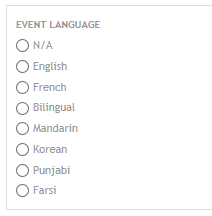 EVENT LANGUAGE
N/A
English
French
Bilingual
Mandarin
Korean
Punjabi
Farsi